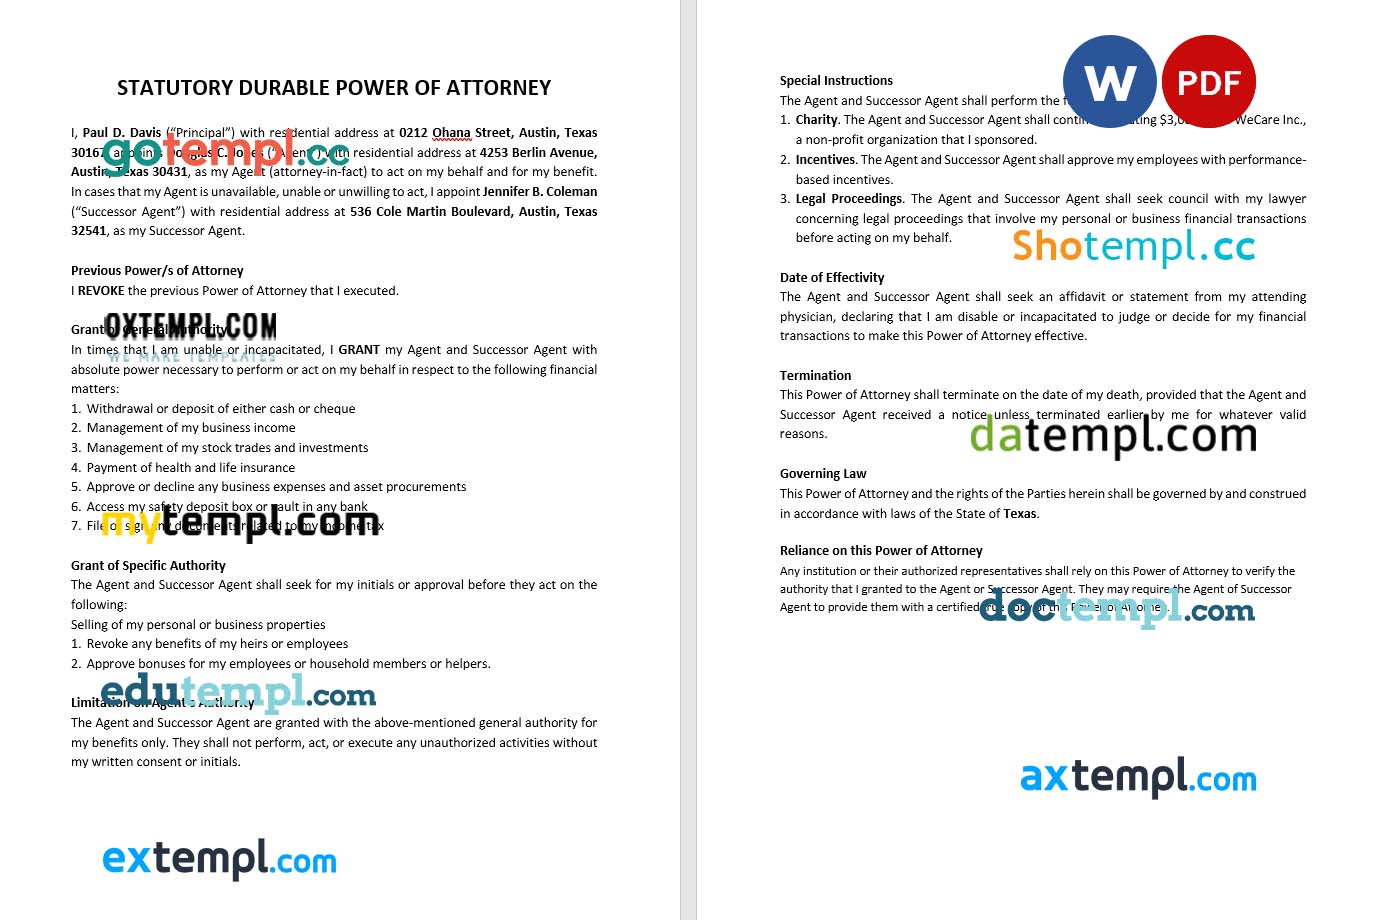 STATUTORY DURABLE POWER OF ATTORNEY
I, Paul D. Davis (“Principal”) with residential address at 0212 Ohana Street, Austin, Texas
30167, appoint Douglas C. Jones (“Agent”) with residential address at 4253 Berlin Avenue,
gotempl.cc
Austin, Texas 30431, as my Agent (attorney-in-fact) to act on my behalf and for my benefit.
In cases that my Agent is unavailable, unable or unwilling to act, I appoint Jennifer B. Coleman
(“Successor Agent”) with residential address at 536 Cole Martin Boulevard, Austin, Texas
32541, as my Successor Agent.
Previous Power/s of Attorney
I REVOKE the previous Power of Attorney that I executed.
Grant of General Authority
OXTEMPL.COM
WE MAKE TEMPLATES
In times that I am unable or incapacitated, I GRANT my Agent and Successor Agent with
absolute power necessary to perform or act on my behalf in respect to the following financial
matters:
1. Withdrawal or deposit of either cash or cheque
2. Management of my business income
3. Management of my stock trades and investments
4. Payment of health and life insurance
5. Approve or decline any business expenses and asset procurements
6. Access my safety deposit box or vault in any bank
7. File or sign any documents related to my income tax
mytempl.com
Grant of Specific Authority
The Agent and Successor Agent shall seek for my initials or approval before they act on the
following:
Selling of my personal or business properties
1. Revoke any benefits of my heirs or employees
2. Approve bonuses for my employees or household members or helpers.
edutempl.com
Limitation on Agent's Authority
The Agent and Successor Agent are granted with the above-mentioned general authority for
my benefits only. They shall not perform, act, or execute any unauthorized activities without
my written consent or initials.
extempl.com
W PDF
Special Instructions
The Agent and Successor Agent shall perform the
1. Charity. The Agent and Successor Agent shall WeCare Inc.,
a non-profit organization that I sponsored.
2. Incentives. The Agent and Successor Agent shall approve my employees with performance-
based incentives.
3. Legal Proceedings. The Agent and Successor Agent shall seek council with my lawyer
concerning legal proceedings that involve my personal or business financial transactions
before acting on my behalf.
Shotempl.cc
Date of Effectivity
The Agent and Successor Agent shall seek an affidavit or statement from my attending
physician, declaring that I am disable or incapacitated to judge or decide for my financial
transactions to make this Power of Attorney effective.
Termination
This Power of Attorney shall terminate on the date of my death, provided that the Agent and
Successor Agent received a notice unless terminated earlier by me for whatever valid
reasons.
datempl.com
Governing Law
This Power of Attorney and the rights of the Parties herein shall be governed by and construed
in accordance with laws of the State of Texas.
Reliance on this Power of Attorney
Any institution or their authorized representatives shall rely on this Power of Attorney to verify the
authority that I granted to the Agent or Successor Agent. They may require the Agent of Successor
Agent to provide them with a certified true copy of this Power of Attorney.
doctempl.com
axtempl.com